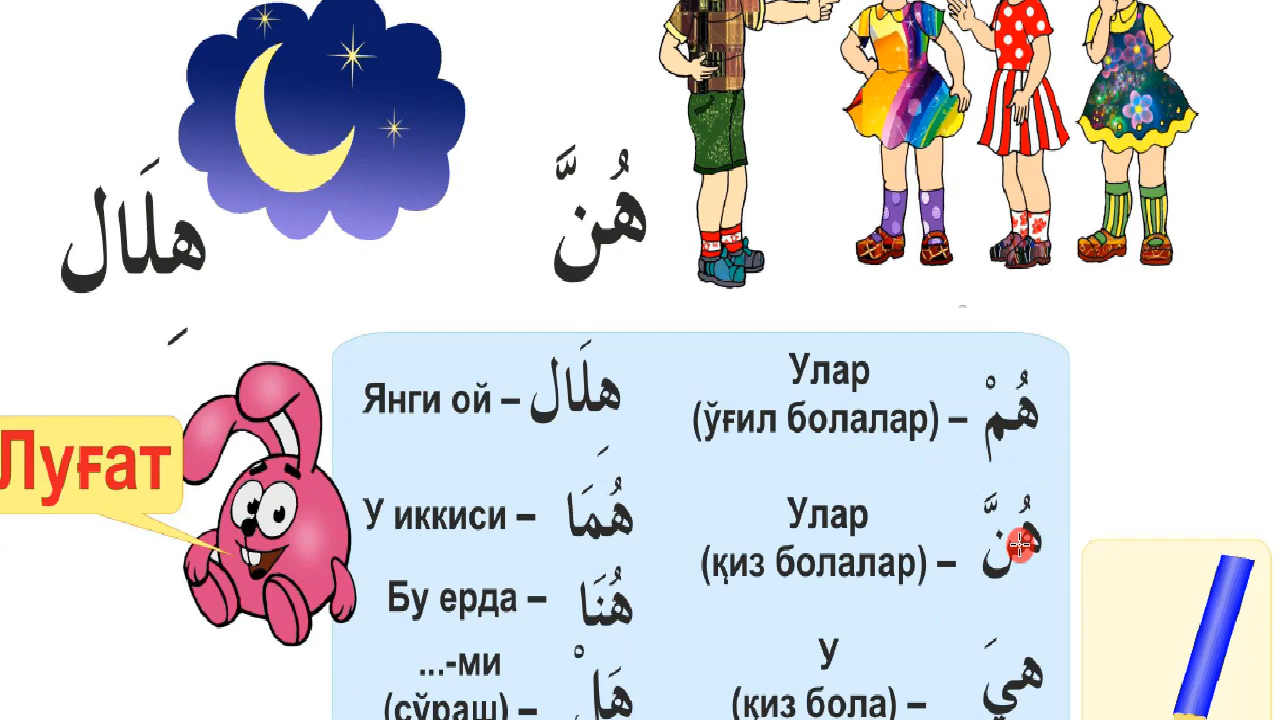 هِلَال
هُنَّ
Луғат
Улар
(ўғил болалар) – هُمْ
Янги ой – هِلَال
Улар
(қиз болалар) – هُنَّ
У иккиси – هُمَا
Бу ерда – هُنَا
У
(қиз бола) – هِيَ
...-ми
(сўраш) – هَلْ